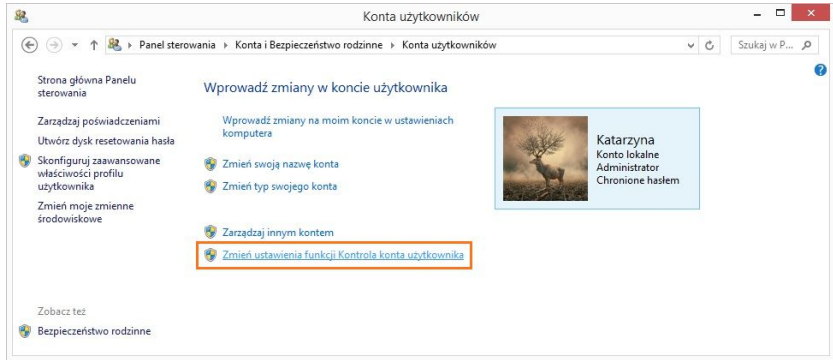 Konta użytkowników
Panel sterowania ▸ Konta i Bezpieczeństwo rodzinne ▸ Konta użytkowników
Szukaj w P...
Strona główna Panelu
sterowania
Zarządzaj poświadczeniami
Utwórz dysk resetowania hasła
Skonfiguruj zaawansowane
właściwości profilu
użytkownika
Zmień moje zmienne
środowiskowe
Zobacz też
Bezpieczeństwo rodzinne
Wprowadź zmiany w koncie użytkownika
Wprowadź zmiany na moim koncie w ustawieniach
komputera
Zmień swoją nazwę konta
Zmień typ swojego konta
Zarządzaj innym kontem
Zmień ustawienia funkcji Kontrola konta użytkownika
Katarzyna
Konto lokalne
Administrator
Chronione hasłem